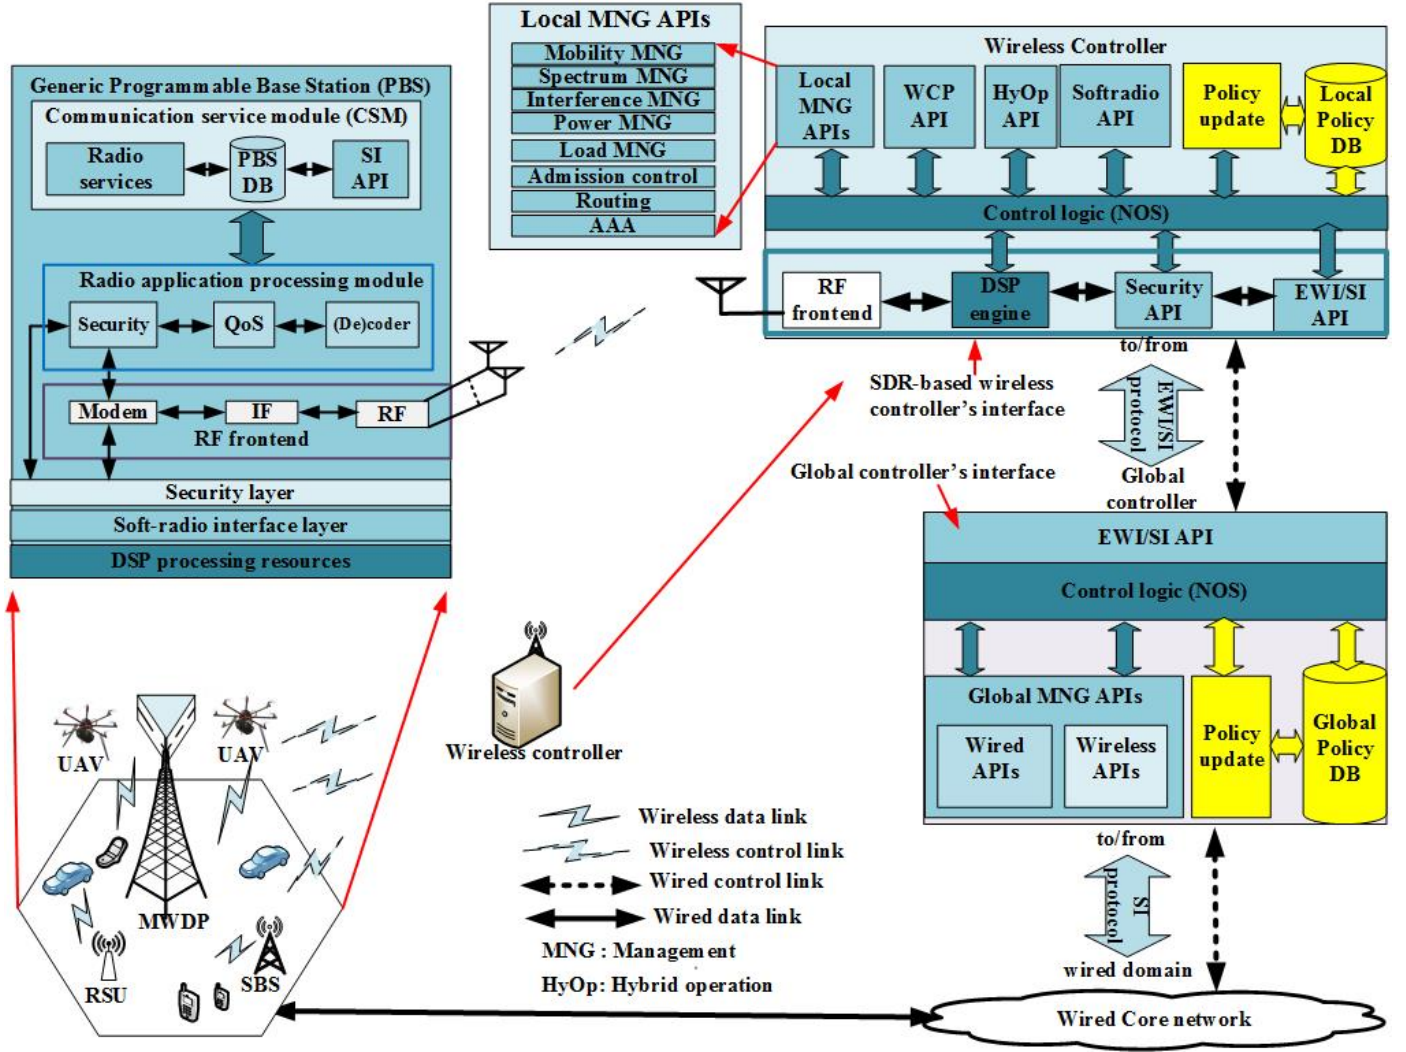 Local MNG APIs
Mobility MNG
Spectrum MNG
Interference MNG
Power MNG
Load MNG
Admission control
Routing
AAA
Generic Programmable Base Station (PBS)
Communication service module (CSM)
Radio
services
PBS
DB
SI
API
Radio application processing module
Security
QoS
(De)coder
Modem
IF
RF
RF frontend
Security layer
Soft-radio interface layer
DSP processing resources
Wireless Controller
Local
MNG
APIs
WCP
API
HyOp
API
Softradio
API
Policy
update
Local
Policy
DB
Control logic (NOS)
RF
frontend
DSP
engine
Security
API
EWI/SI
API
to/from
SDR-based wireless
controller's interface
EWI/SI
protocol
Global controller's interface
Global
controller
EWI/SI API
Control logic (NOS)
Global MNG APIs
Wired
APIs
Wireless
APIs
Policy
update
Global
Policy
DB
to/from
SI
protocol
wired domain
Wired Core network
UAV
UAV
MWDP
RSU
SBS
Wireless controller
Wireless data link
Wireless control link
Wired control link
Wired data link
MNG : Management
HyOp: Hybrid operation